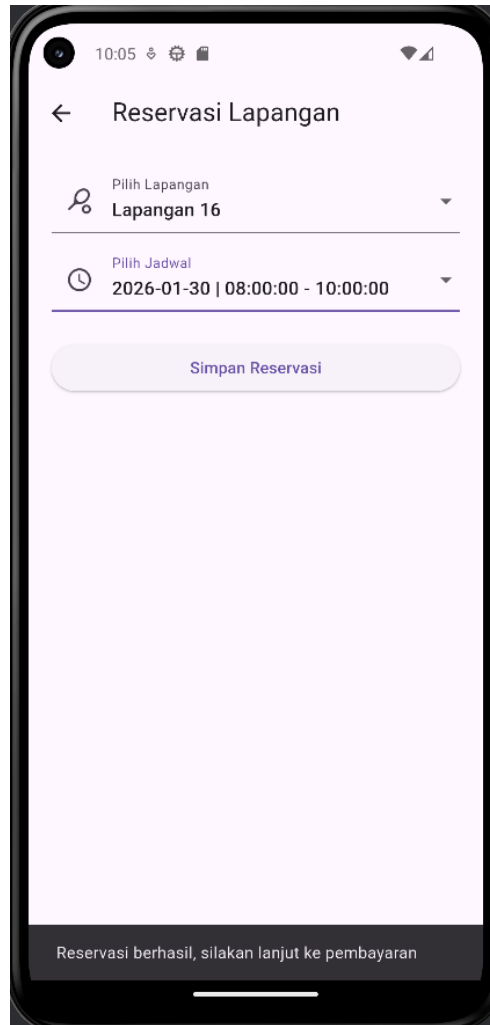 10:05
Reservasi Lapangan
Pilih Lapangan
Lapangan 16
Pilih Jadwal
2026-01-30 | 08:00:00 - 10:00:00
Simpan Reservasi
Reservasi berhasil, silakan lanjut ke pembayaran